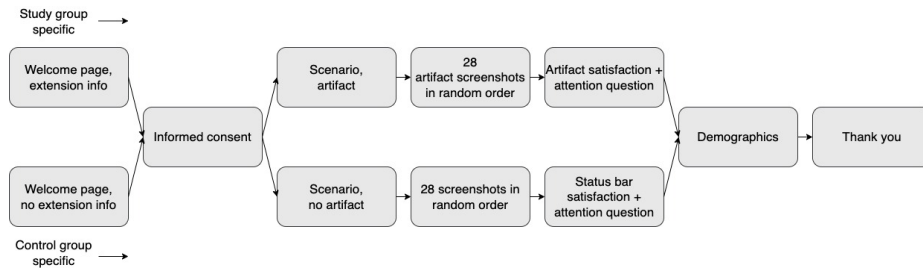 Study group
specific
Welcome page,
extension info
Scenario,
artifact
28
artifact screenshots
in random order
Artifact satisfaction +
attention question
Informed consent
Demographics
Thank you
Welcome page,
no extension info
Scenario,
no artifact
28 screenshots in
random order
Status bar
satisfaction +
attention question
Control group
specific